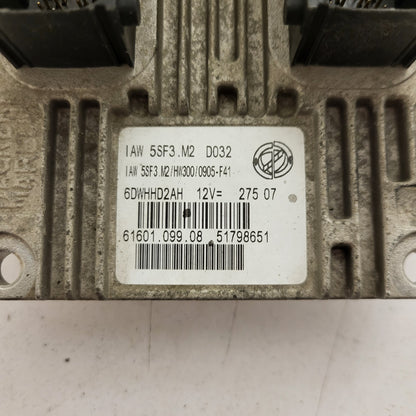 IAW 5SF3.M2 D032
IAW 5SF3.M2/HW300/0905-F41
6DWHHD2AH 12V= 275 07
61601.099.08 51798651